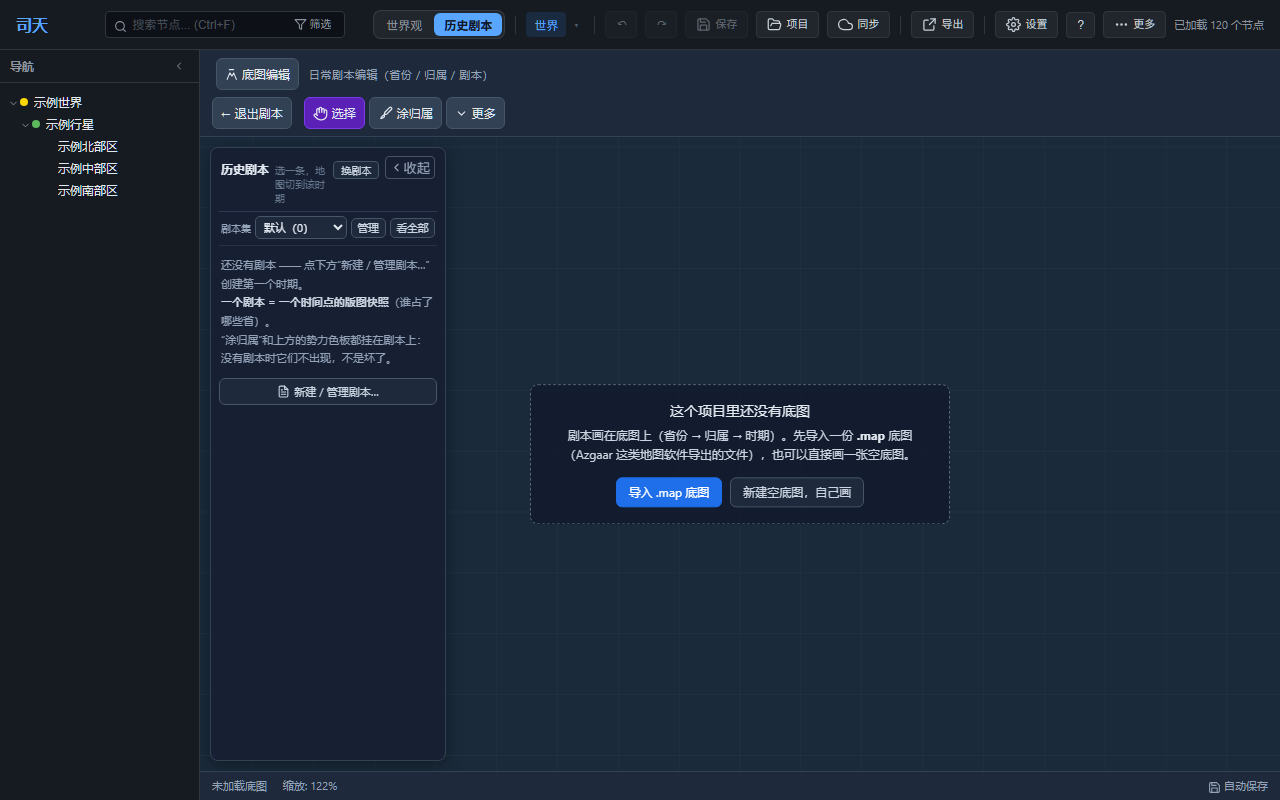 司天
搜索节点... (Ctrl+F)
筛选
世界观
历史剧本
世界
保存
项目
同步
导出
设置
?
更多
已加载 120 个节点
导航
示例世界
示例行星
示例北部区
示例中部区
示例南部区
底图编辑
日常剧本编辑（省份 / 归属 / 剧本）
← 退出剧本
选择
涂归属
更多
历史剧本
选一条，地
图切到该时
期
换剧本
收起
剧本集
默认（0）
管理
看全部
还没有剧本 —— 点下方“新建 / 管理剧本…”
创建第一个时期。
一个剧本 = 一个时间点的版图快照（谁占了
哪些省）。
“涂归属”和上方的势力色板都挂在剧本上：
没有剧本时它们不出现，不是坏了。
新建 / 管理剧本…
这个项目里还没有底图
剧本画在底图上（省份 → 归属 → 时期）。先导入一份 .map 底图
（Azgaar 这类地图软件导出的文件），也可以直接画一张空底图。
导入 .map 底图
新建空底图，自己画
未加载底图
缩放: 122%
自动保存